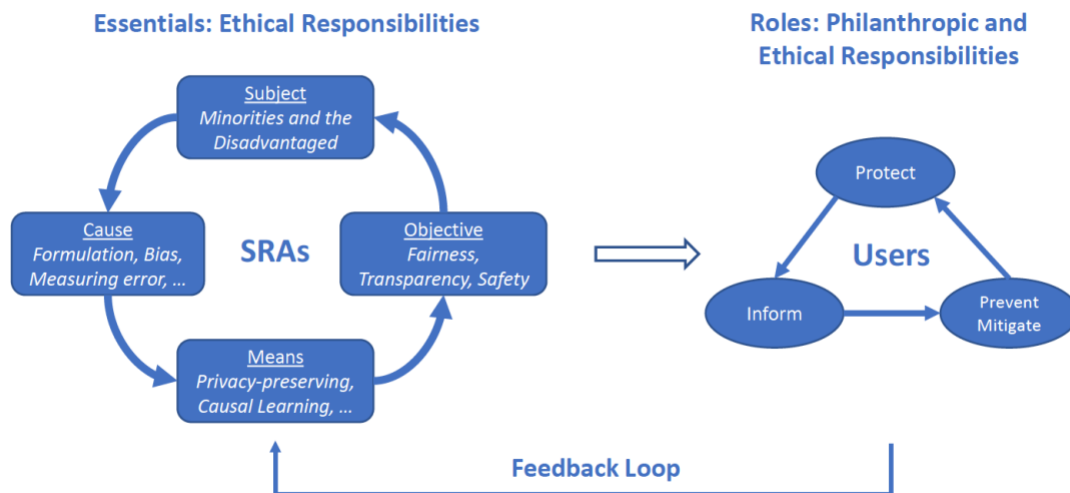 Essentials: Ethical Responsibilities
Roles: Philanthropic and
Ethical Responsibilities
Subject
Minorities and the
Disadvantaged
Cause
Formulation, Bias,
Measuring error, ...
SRAs
Objective
Fairness,
Transparency, Safety
Means
Privacy-preserving,
Causal Learning, ...
Protect
Users
Inform
Prevent
Mitigate
Feedback Loop